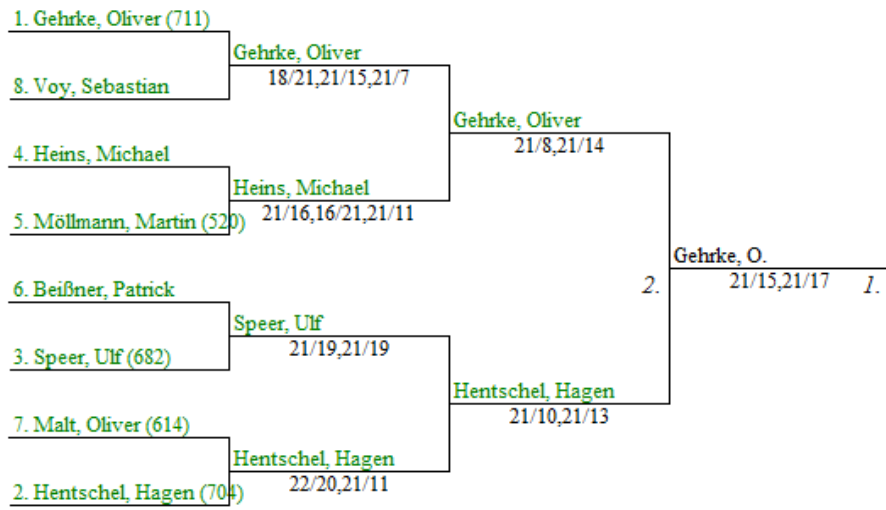 1. Gehrke, Oliver (711)
Gehrke, Oliver
18/21,21/15,21/7
8. Voy, Sebastian
Gehrke, Oliver
21/8,21/14
4. Heins, Michael
Heins, Michael
21/16,16/21,21/11
5. Möllmann, Martin (520)
Gehrke, O.
21/15,21/17
2.
1.
6. Beißner, Patrick
Speer, Ulf
21/19,21/19
3. Speer, Ulf (682)
Hentschel, Hagen
21/10,21/13
7. Malt, Oliver (614)
Hentschel, Hagen
22/20,21/11
2. Hentschel, Hagen (704)